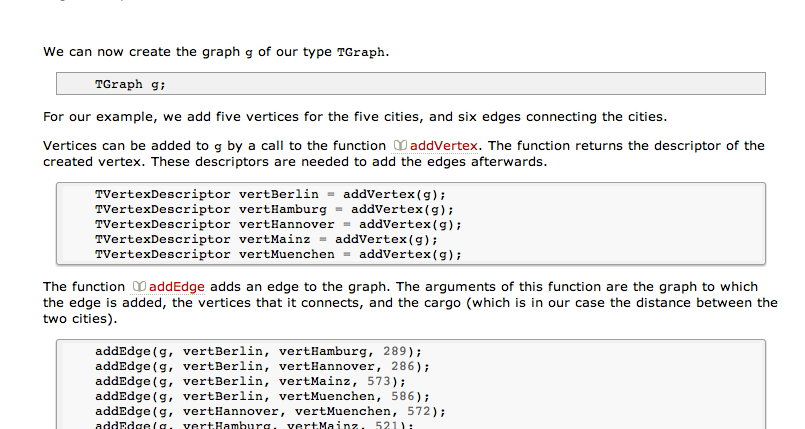 We can now create the graph g of our type TGraph.
TGraph g;
For our example, we add five vertices for the five cities, and six edges connecting the cities.
Vertices can be added to g by a call to the function addVertex. The function returns the descriptor of the
created vertex. These descriptors are needed to add the edges afterwards.
TVertexDescriptor vertBerlin = addVertex(g);
TVertexDescriptor vertHamburg = addVertex(g);
TVertexDescriptor vertHannover = addVertex(g);
TVertexDescriptor vertMainz = addVertex(g);
TVertexDescriptor vertMuenchen = addVertex(g);
The function addEdge adds an edge to the graph. The arguments of this function are the graph to which
the edge is added, the vertices that it connects, and the cargo (which is in our case the distance between the
two cities).
addEdge(g, vertBerlin, vertHamburg, 289);
addEdge(g, vertBerlin, vertHannover, 286);
addEdge(g, vertBerlin, vertMainz, 573);
addEdge(g, vertBerlin, vertMuenchen, 586);
addEdge(g, vertHannover, vertMuenchen, 572);
addEdge(g, vertHamburg, vertMainz, 521);